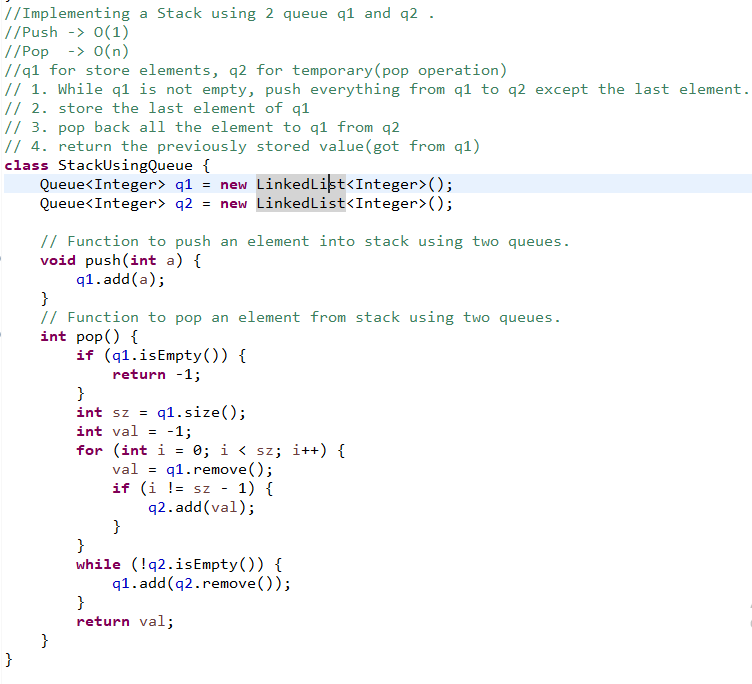 //Implementing a Stack using 2 queue q1 and q2 .
//Push -> O(1)
//Pop  -> O(n)
//q1 for store elements, q2 for temporary(pop operation)
// 1. While q1 is not empty, push everything from q1 to q2 except the last element.
// 2. store the last element of q1
// 3. pop back all the element to q1 from q2
// 4. return the previously stored value(got from q1)
class StackUsingQueue {
    Queue<Integer> q1 = new LinkedList<Integer>();
    Queue<Integer> q2 = new LinkedList<Integer>();

    // Function to push an element into stack using two queues.
    void push(int a) {
        q1.add(a);
    }
    // Function to pop an element from stack using two queues.
    int pop() {
        if (q1.isEmpty()) {
            return -1;
        }
        int sz = q1.size();
        int val = -1;
        for (int i = 0; i < sz; i++) {
            val = q1.remove();
            if (i != sz - 1) {
                q2.add(val);
            }
        }
        while (!q2.isEmpty()) {
            q1.add(q2.remove());
        }
        return val;
    }
}